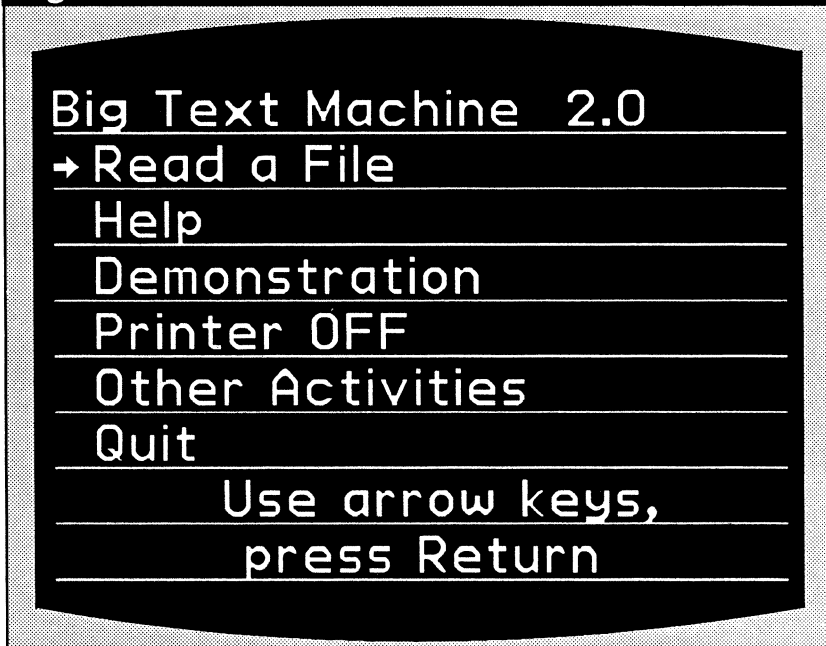 Big Text Machine 2.0
→ Read a File
Help
Demonstration
Printer OFF
Other Activities
Quit
Use arrow keys,
press Return